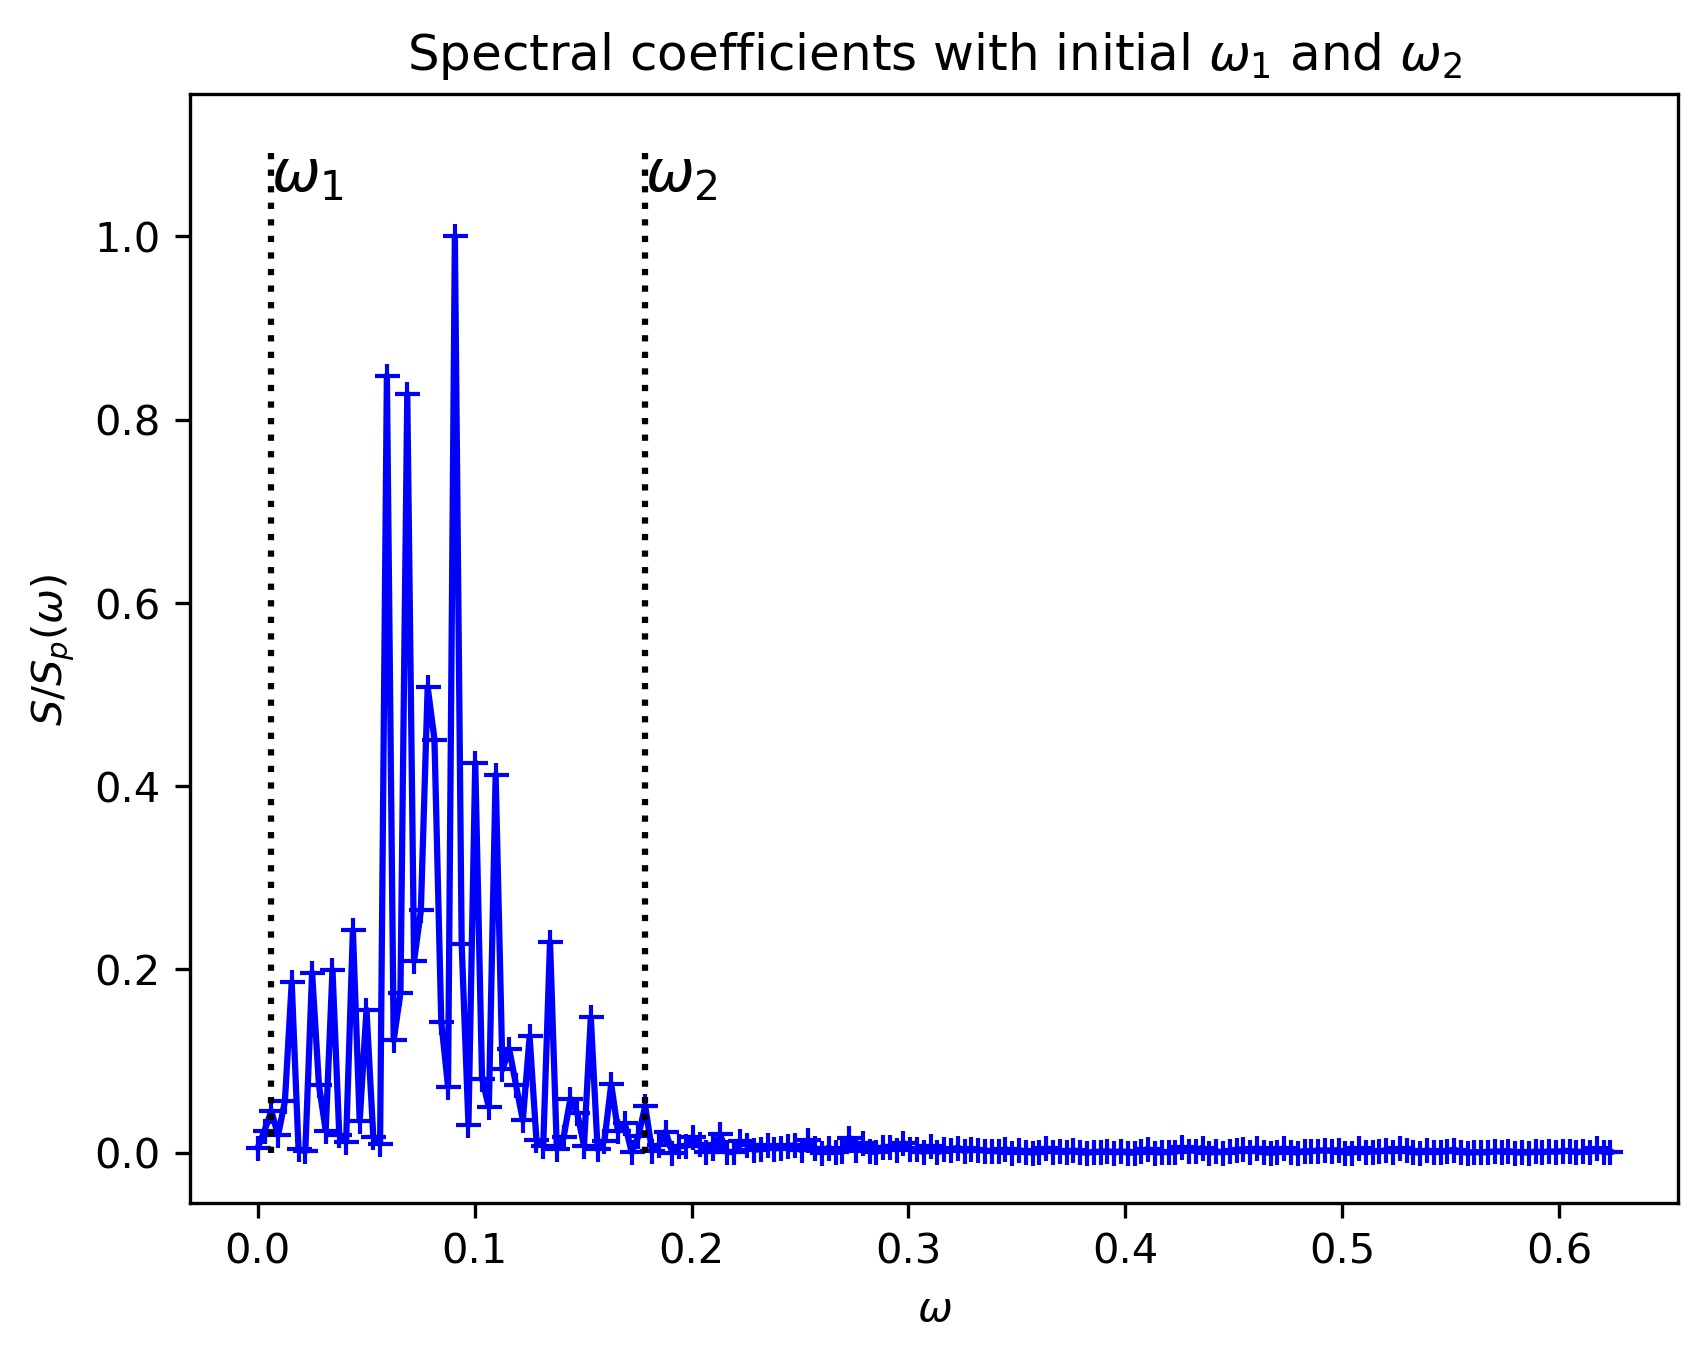 Spectral coefficients with initial ω₁ and ω₂
ω₁
ω₂
1.0
0.8
0.6
0.4
0.2
0.0
S/Sₚ(ω)
0.0 0.1 0.2 0.3 0.4 0.5 0.6
ω